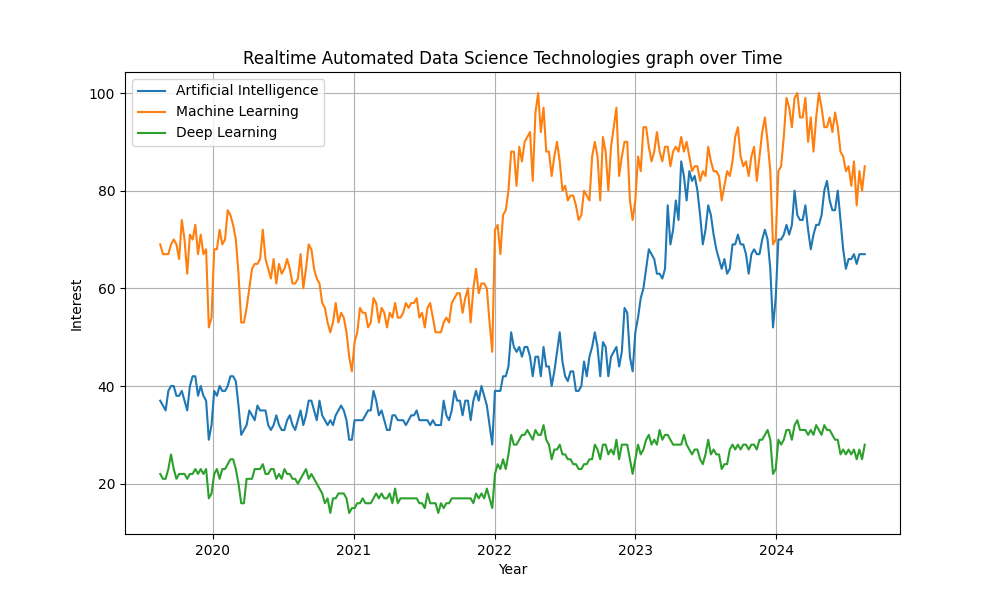 Realtime Automated Data Science Technologies graph over Time
Artificial Intelligence
Machine Learning
Deep Learning
100
80
60
40
20
Interest
2020 2021 2022 2023 2024
Year